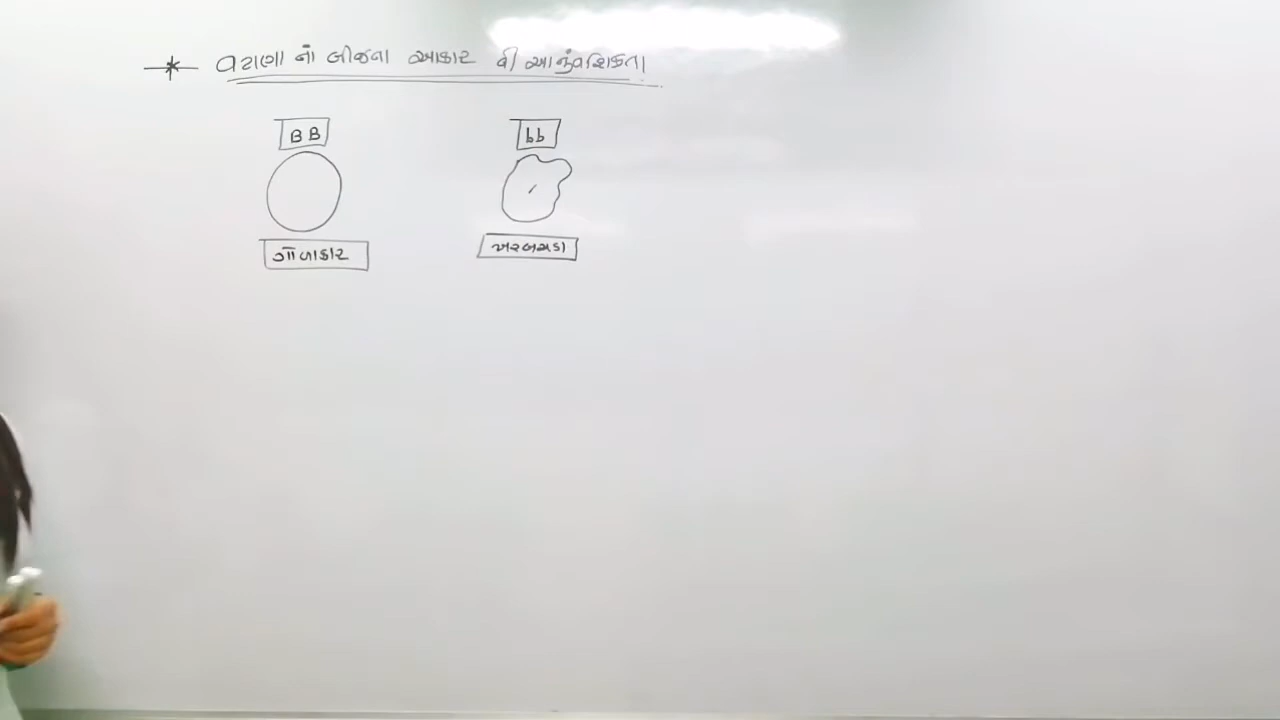 * વટાણા નાં બીજના આકાર ની આનુંવંશિકતા
BB bb
ગોળાકાર ખરબચડા